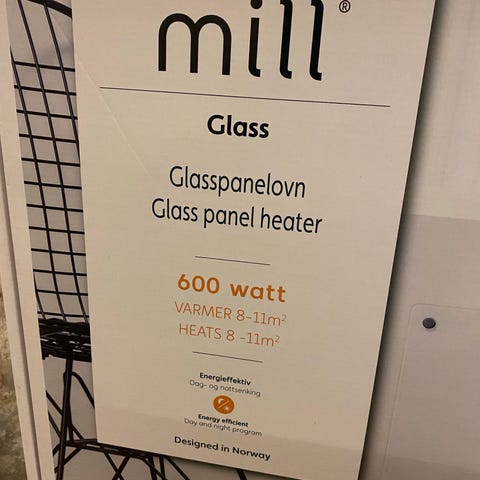 mill®
Glass
Glasspanelovn
Glass panel heater
600 watt
VARMER 8-11m²
HEATS 8 -11m²
Energieffektiv
Dag- og nattsenking
Energy efficient
Day and night program
Designed in Norway